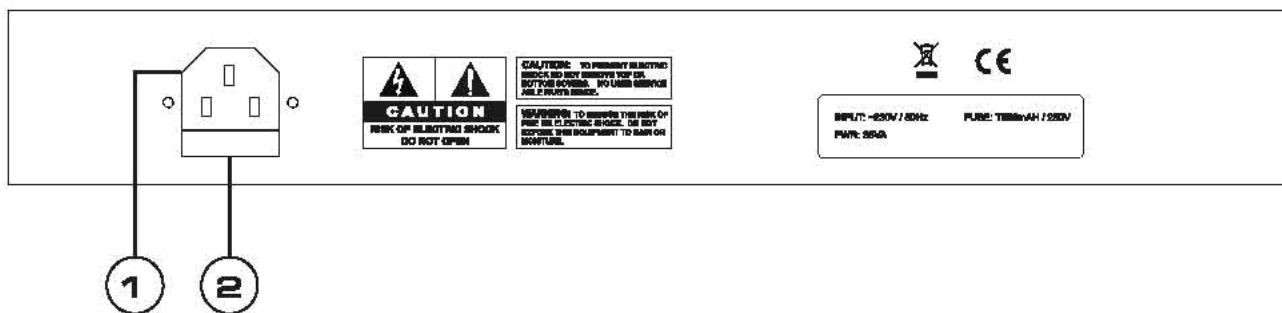 CAUTION
RISK OF ELECTRIC SHOCK
DO NOT OPEN
CAUTION: TO PREVENT ELECTRIC
SHOCK DO NOT REMOVE TOP OR
BOTTOM COVERS. NO USER SERVICE
ABLE PARTS INSIDE.
WARNING: TO REDUCE THE RISK OF
FIRE OR ELECTRIC SHOCK. DO NOT
EXPOSE THIS EQUIPMENT TO RAIN OR
MOISTURE.
CE
INPUT: ~230V / 50Hz
FUSE: / 250V
PWR:
1
2